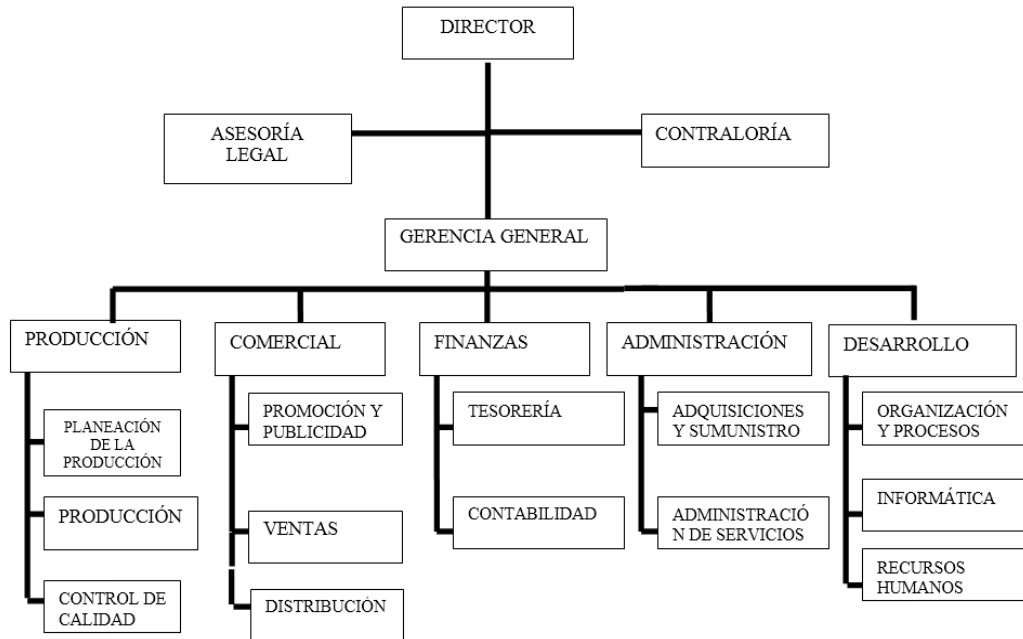 DIRECTOR
ASESORÍA
LEGAL
CONTRALORÍA
GERENCIA GENERAL
PRODUCCIÓN
COMERCIAL
FINANZAS
ADMINISTRACIÓN
DESARROLLO
PLANEACIÓN
DE LA
PRODUCCIÓN
PRODUCCIÓN
CONTROL DE
CALIDAD
PROMOCIÓN Y
PUBLICIDAD
VENTAS
DISTRIBUCIÓN
TESORERÍA
CONTABILIDAD
ADQUISICIONES
Y SUMUNISTRO
ADMINISTRACIÓ
N DE SERVICIOS
ORGANIZACIÓN
Y PROCESOS
INFORMÁTICA
RECURSOS
HUMANOS